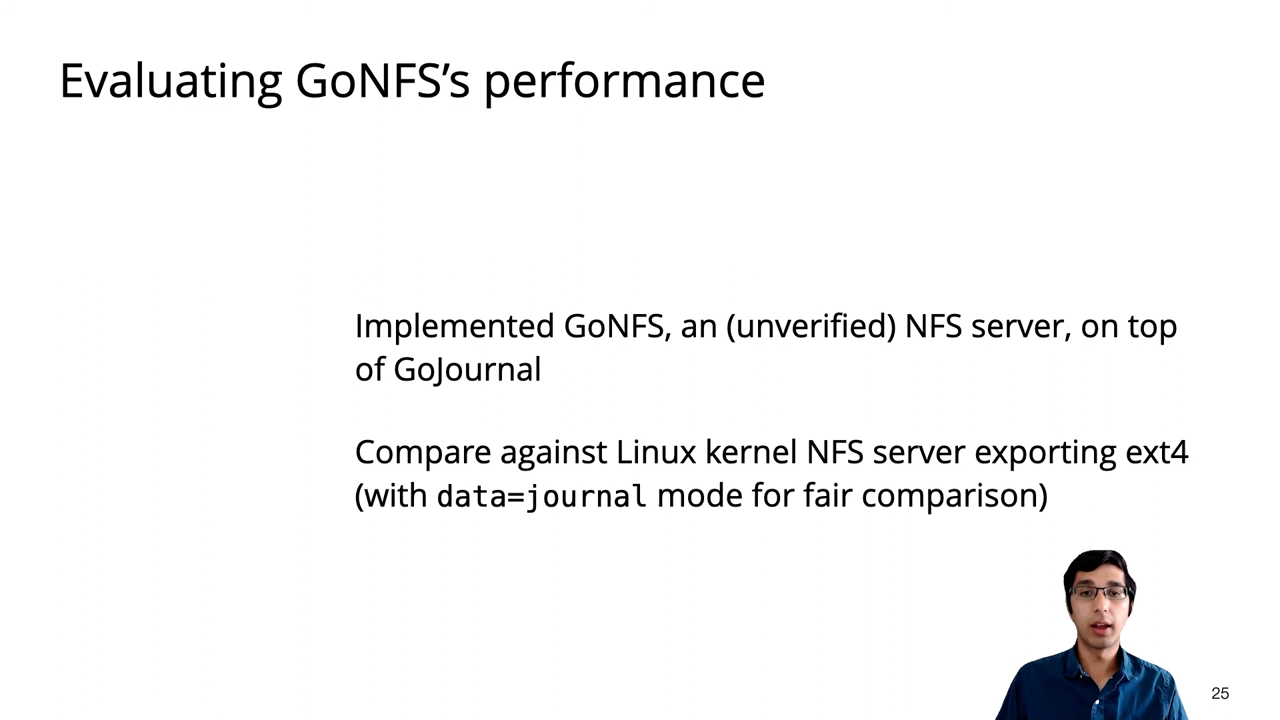 Evaluating GoNFS’s performance
Implemented GoNFS, an (unverified) NFS server, on top
of GoJournal
Compare against Linux kernel NFS server exporting ext4
(with data=journal mode for fair comparison)
25